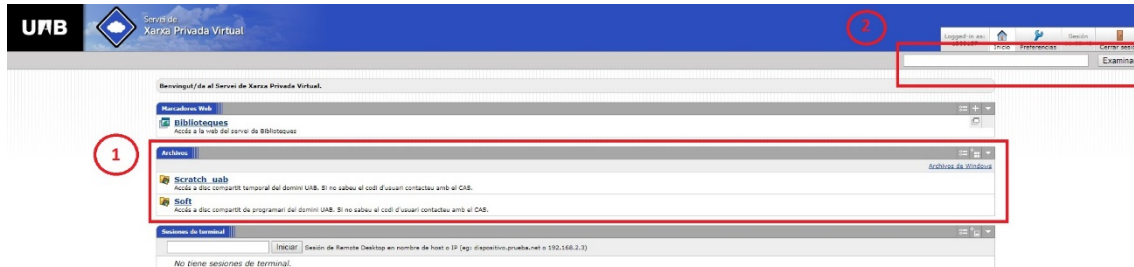 UAB
Servei de
Xarxa Privada Virtual
2
Logged-in as:
Inicio
Preferencias
Sesión
Cerrar sesi
Examina
Benvingut/da al Servei de Xarxa Privada Virtual.
Marcadores Web
Biblioteques
Accés a la web del servei de Biblioteques
1
Archivos
Archivos de Windows
Scratch_uab
Accés a disc compartit temporal del domini UAB. Si no sabeu el codi d'usuari contacteu amb el CAS.
Soft
Accés a disc compartit de programari del domini UAB. Si no sabeu el codi d'usuari contacteu amb el CAS.
Sesiones de terminal
Iniciar Sesión de Remote Desktop en nombre de host o IP (eg: dispositivo.prueba.net o 192.168.2.3)
No tiene sesiones de terminal.